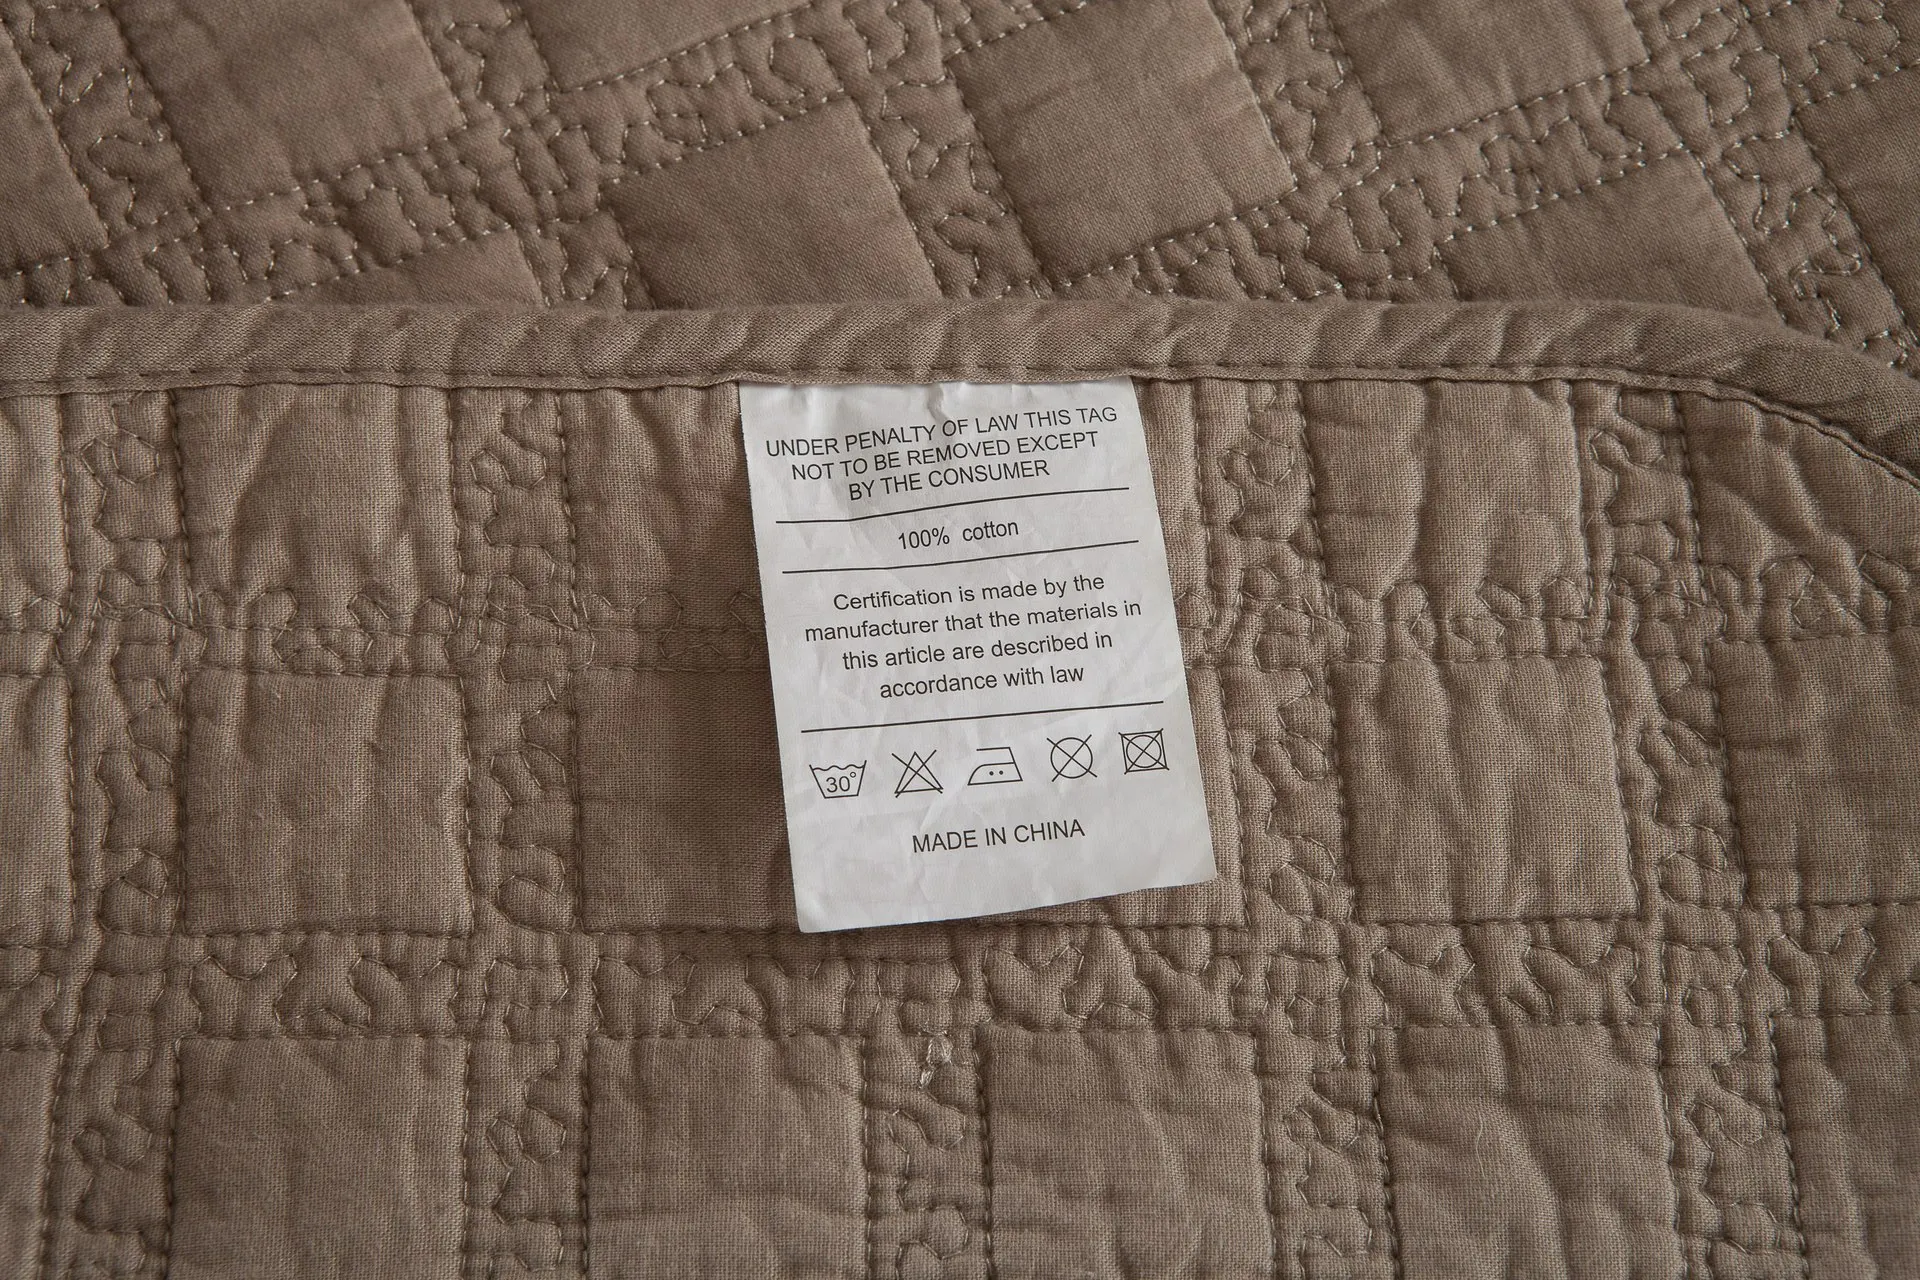 UNDER PENALTY OF LAW THIS TAG
NOT TO BE REMOVED EXCEPT
BY THE CONSUMER
100% cotton
Certification is made by the
manufacturer that the materials in
this article are described in
accordance with law
30°
MADE IN CHINA